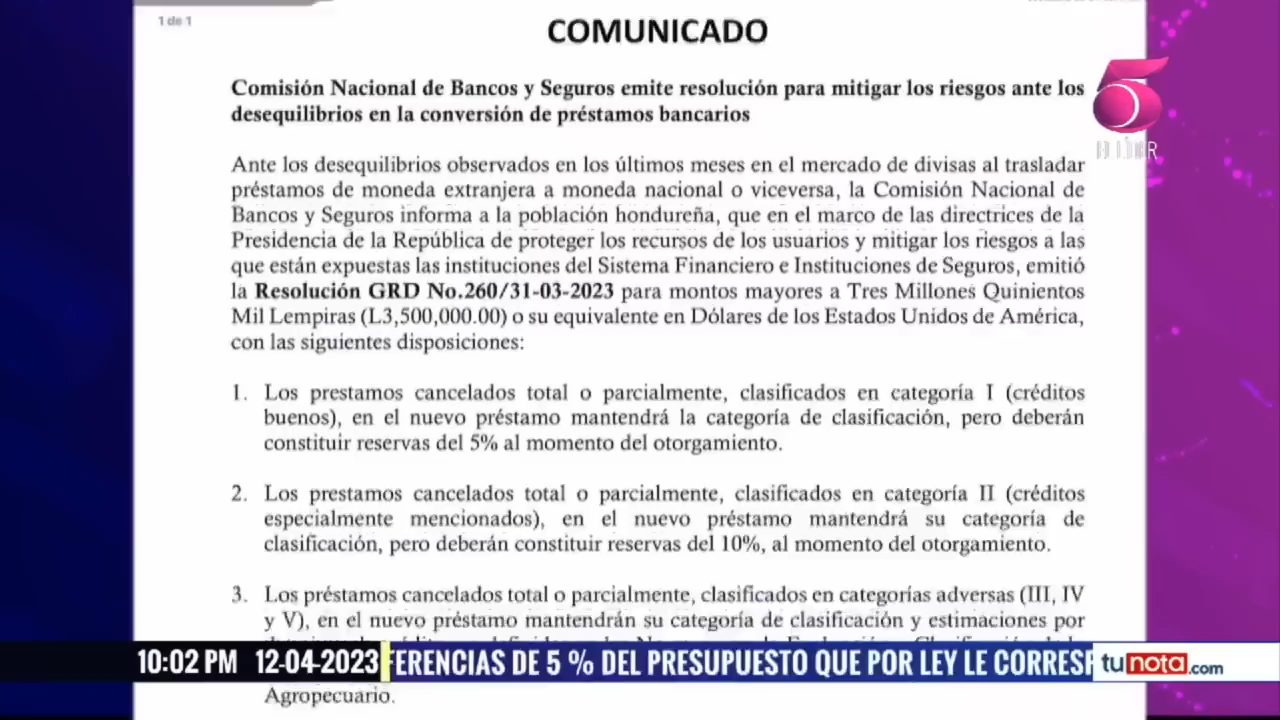 1 de 1
COMUNICADO
Comisión Nacional de Bancos y Seguros emite resolución para mitigar los riesgos ante los
desequilibrios en la conversión de préstamos bancarios
Ante los desequilibrios observados en los últimos meses en el mercado de divisas al trasladar
préstamos de moneda extranjera a moneda nacional o viceversa, la Comisión Nacional de
Bancos y Seguros informa a la población hondureña, que en el marco de las directrices de la
Presidencia de la República de proteger los recursos de los usuarios y mitigar los riesgos a las
que están expuestas las instituciones del Sistema Financiero e Instituciones de Seguros, emitió
la Resolución GRD No.260/31-03-2023 para montos mayores a Tres Millones Quinientos
Mil Lempiras (L3,500,000.00) o su equivalente en Dólares de los Estados Unidos de América,
con las siguientes disposiciones:
1. Los prestamos cancelados total o parcialmente, clasificados en categoría I (créditos
buenos), en el nuevo préstamo mantendrá la categoría de clasificación, pero deberán
constituir reservas del 5% al momento del otorgamiento.
2. Los prestamos cancelados total o parcialmente, clasificados en categoría II (créditos
especialmente mencionados), en el nuevo préstamo mantendrá su categoría de
clasificación, pero deberán constituir reservas del 10%, al momento del otorgamiento.
3. Los préstamos cancelados total o parcialmente, clasificados en categorías adversas (III, IV
y V), en el nuevo préstamo mantendrán su categoría de clasificación y estimaciones por
Agropecuario.
5
EL LÍDER
10:02 PM 12-04-2023 FERENCIAS DE 5 % DEL PRESUPUESTO QUE POR LEY LE CORRESP
tunota.com